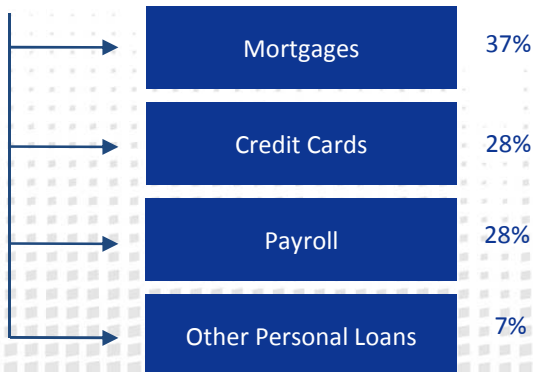 Mortgages 37%
Credit Cards 28%
Payroll 28%
Other Personal Loans 7%